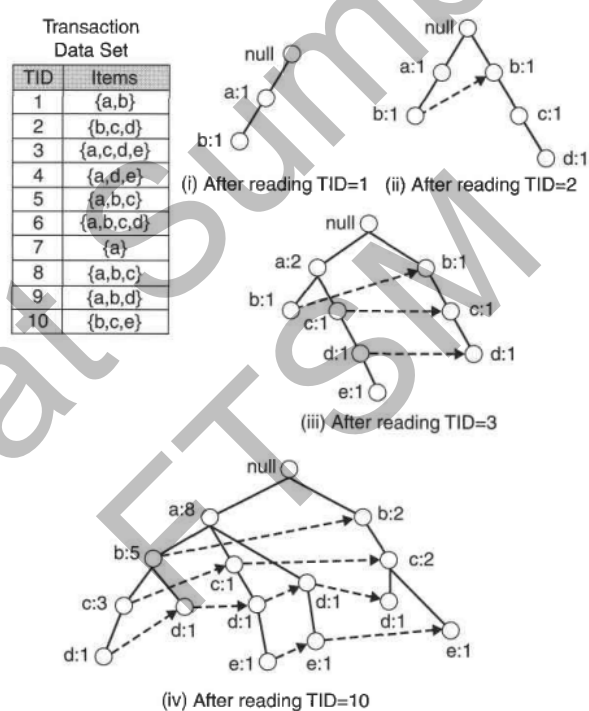 Transaction
Data Set
TID Items
1 {a,b}
2 {b,c,d}
3 {a,c,d,e}
4 {a,d,e}
5 {a,b,c}
6 {a,b,c,d}
7 {a}
8 {a,b,c}
9 {a,b,d}
10 {b,c,e}
null
a:1
b:1
(i) After reading TID=1
null
a:1 b:1
b:1 c:1
d:1
(ii) After reading TID=2
null
a:2 b:1
b:1 c:1 c:1
d:1 d:1
e:1
(iii) After reading TID=3
null
a:8 b:2
b:5 c:1 c:2
c:3 d:1 d:1 d:1 d:1
d:1 e:1 e:1 e:1
(iv) After reading TID=10
FTSM